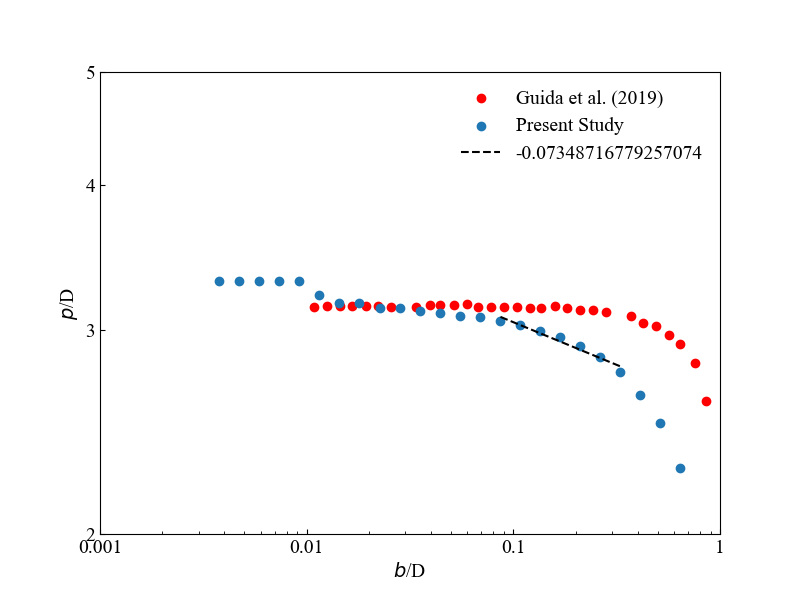 5
Guida et al. (2019)
Present Study
-0.07348716779257074
4
p/D
3
2
0.001
0.01
0.1
1
b/D